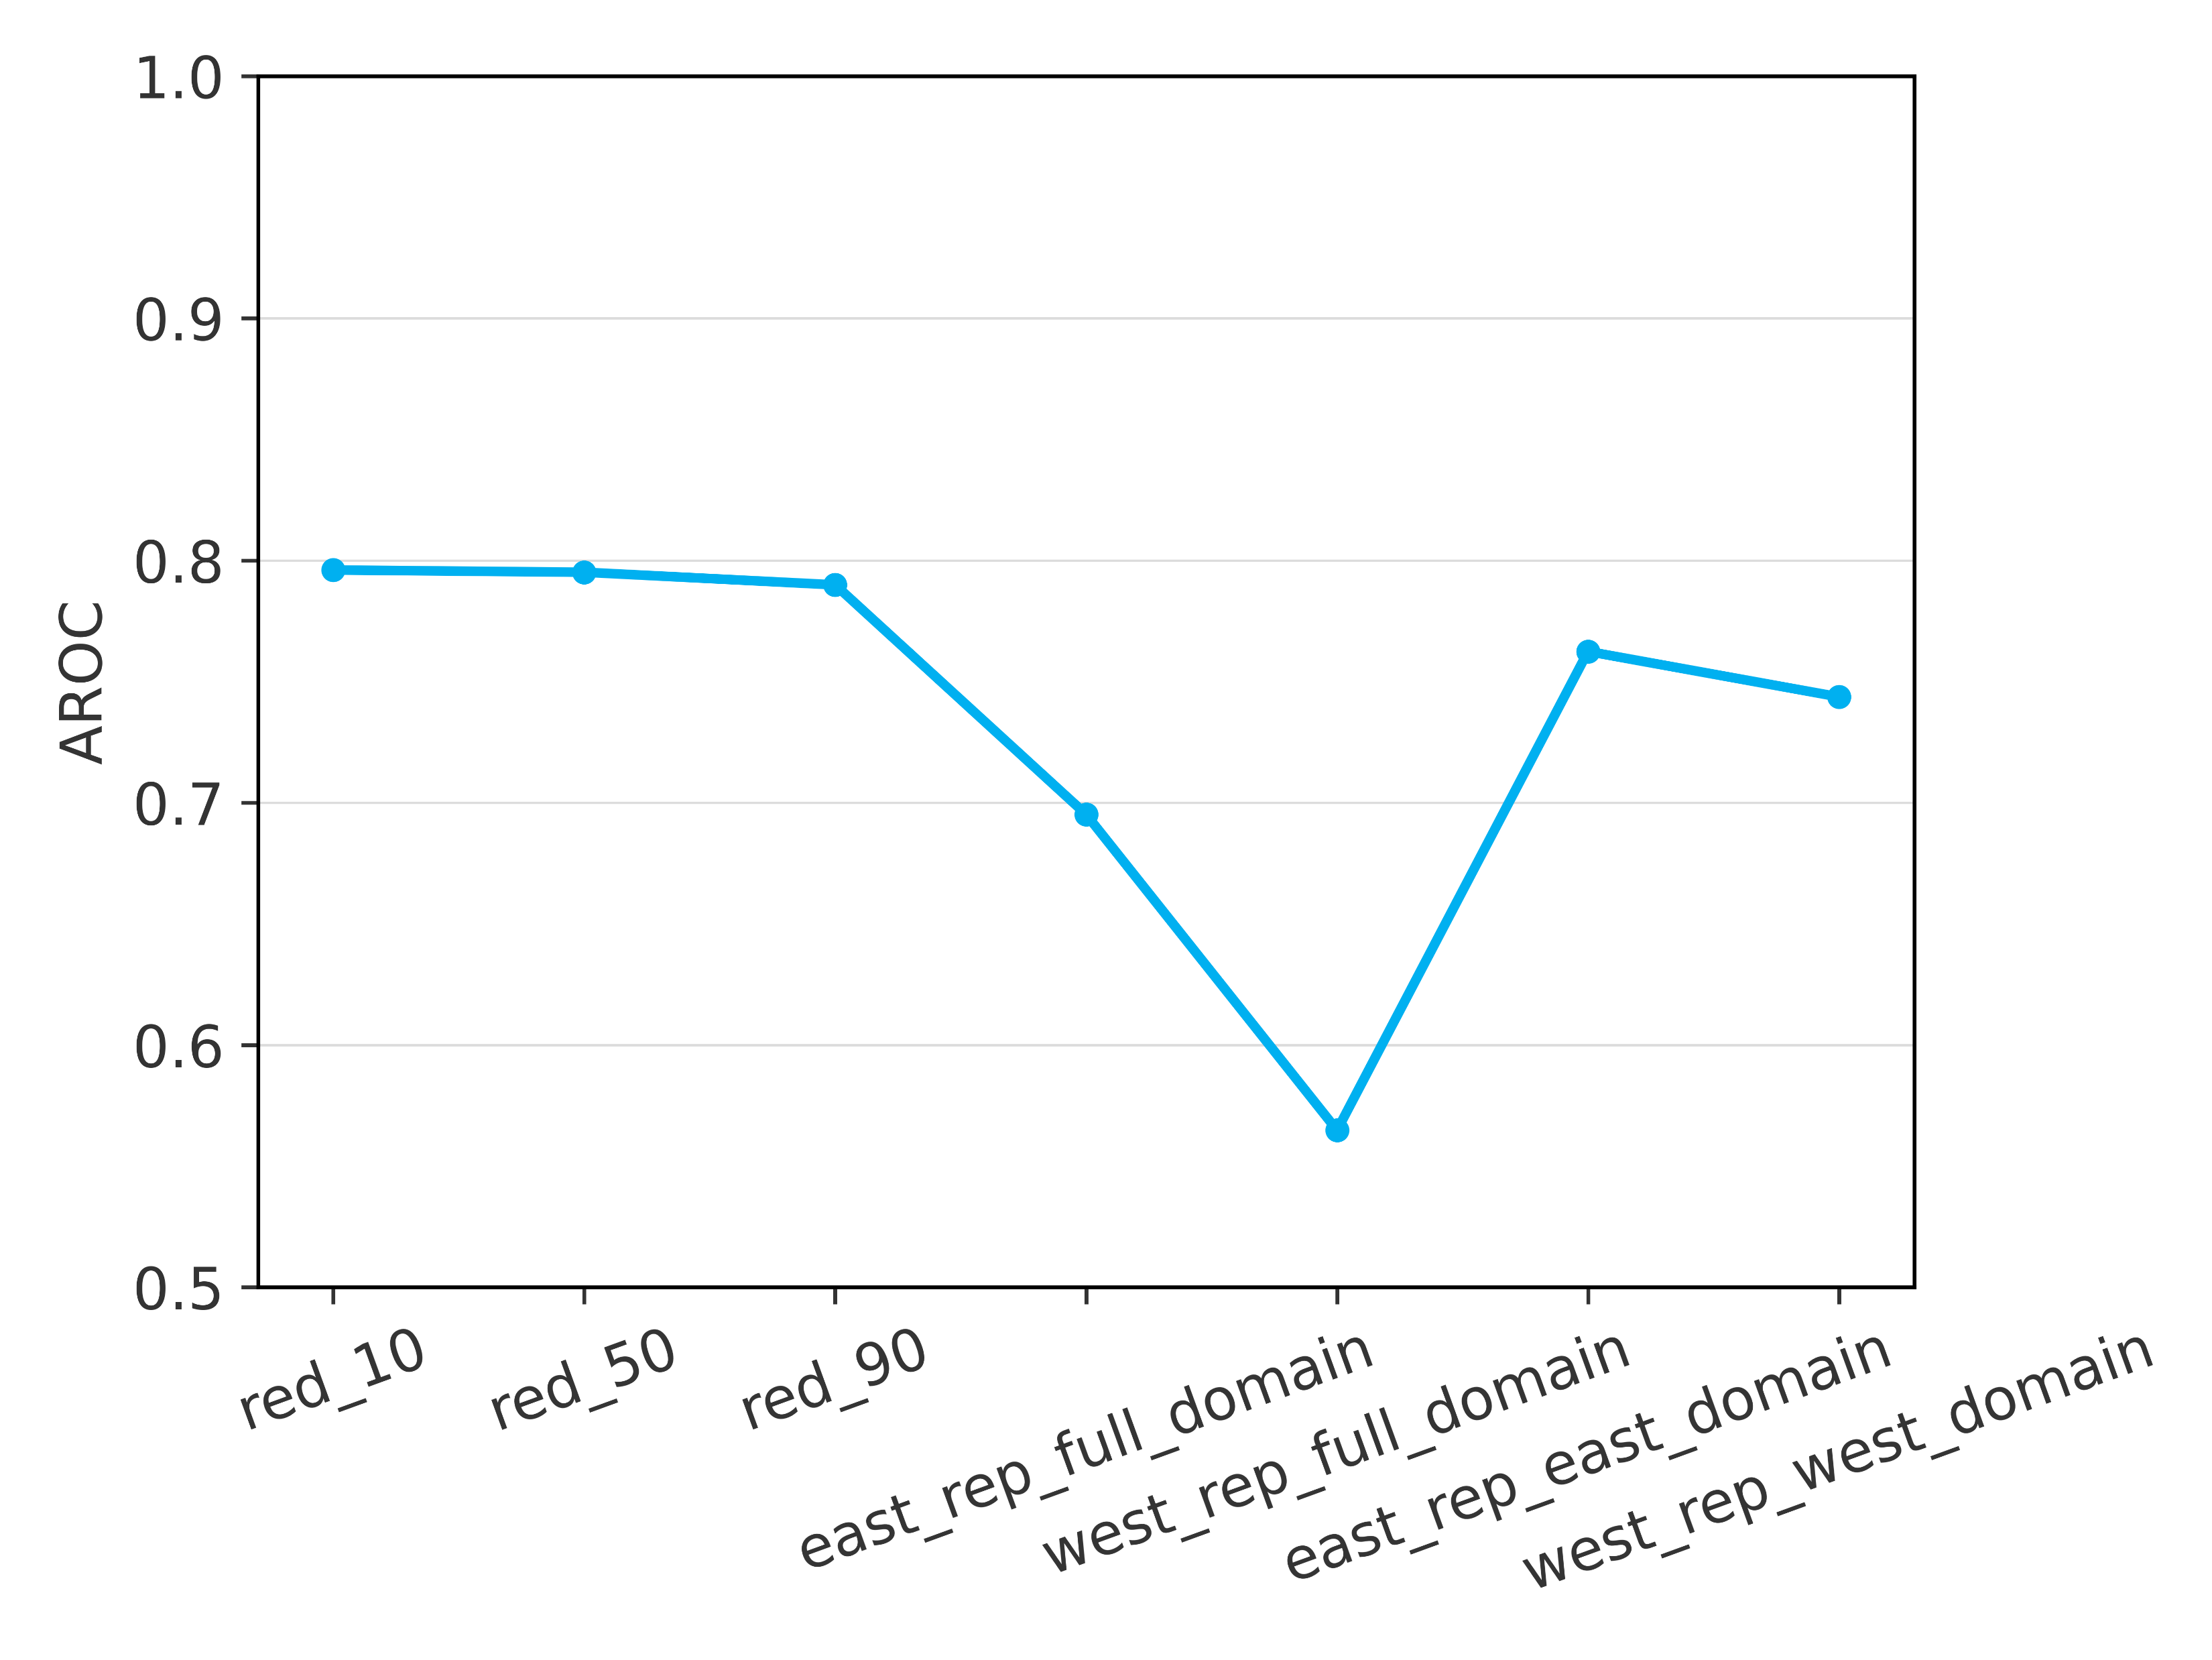 1.0
0.9
0.8
0.7
0.6
0.5
AROC
red_10
red_50
red_90
east_rep_full_domain
west_rep_full_domain
east_rep_east_domain
west_rep_west_domain